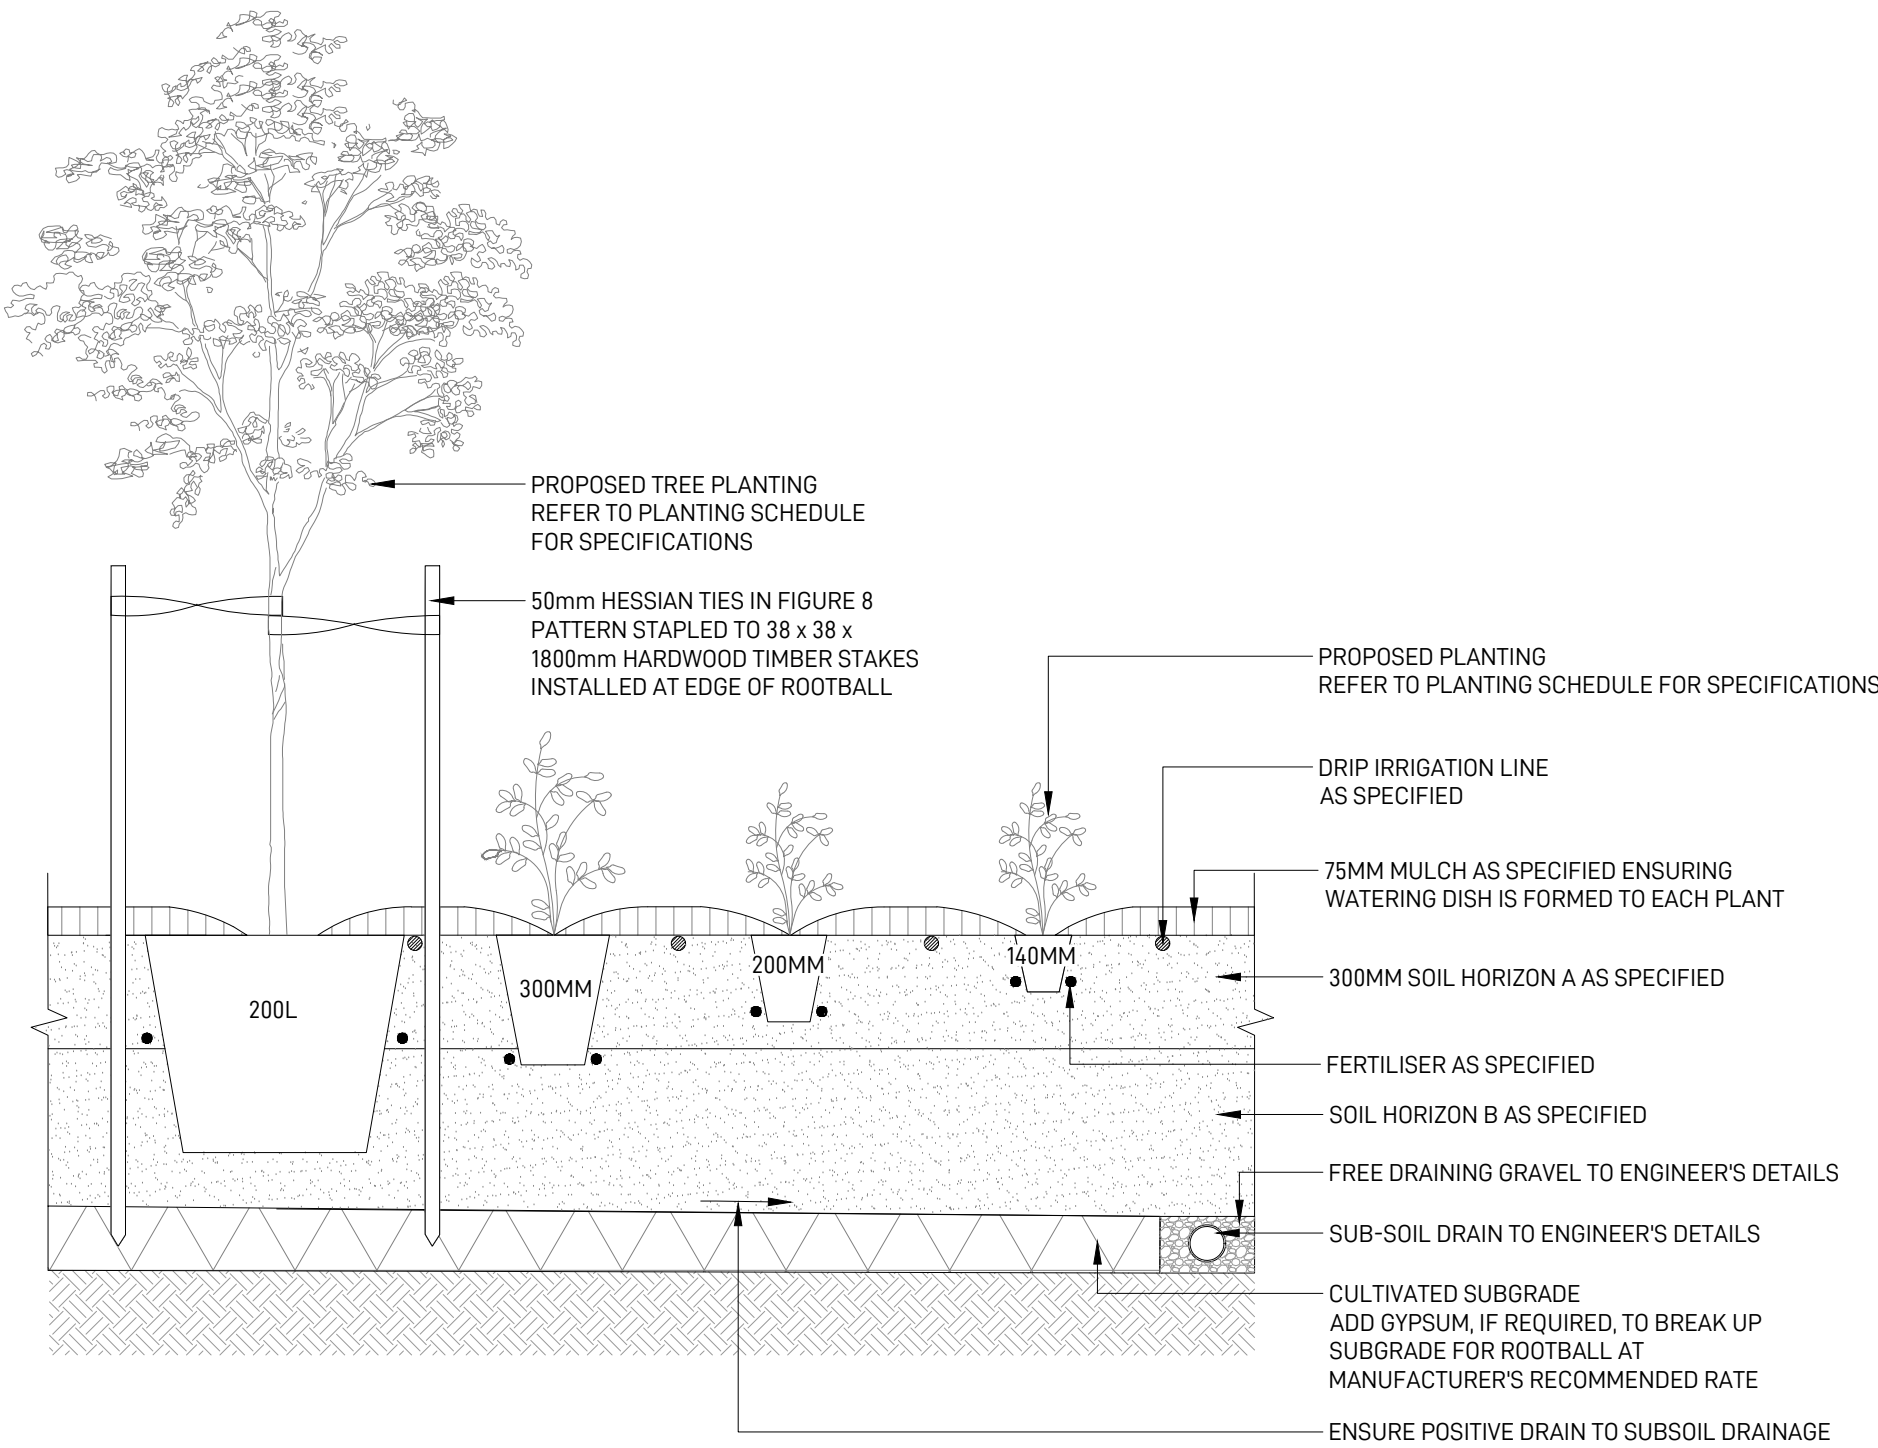 PROPOSED TREE PLANTING
REFER TO PLANTING SCHEDULE
FOR SPECIFICATIONS
50mm HESSIAN TIES IN FIGURE 8
PATTERN STAPLED TO 38 x 38 x
1800mm HARDWOOD TIMBER STAKES
INSTALLED AT EDGE OF ROOTBALL
PROPOSED PLANTING
REFER TO PLANTING SCHEDULE FOR SPECIFICATIONS
DRIP IRRIGATION LINE
AS SPECIFIED
75MM MULCH AS SPECIFIED ENSURING
WATERING DISH IS FORMED TO EACH PLANT
200L
300MM
200MM
140MM
300MM SOIL HORIZON A AS SPECIFIED
FERTILISER AS SPECIFIED
SOIL HORIZON B AS SPECIFIED
FREE DRAINING GRAVEL TO ENGINEER'S DETAILS
SUB-SOIL DRAIN TO ENGINEER'S DETAILS
CULTIVATED SUBGRADE
ADD GYPSUM, IF REQUIRED, TO BREAK UP
SUBGRADE FOR ROOTBALL AT
MANUFACTURER'S RECOMMENDED RATE
ENSURE POSITIVE DRAIN TO SUBSOIL DRAINAGE